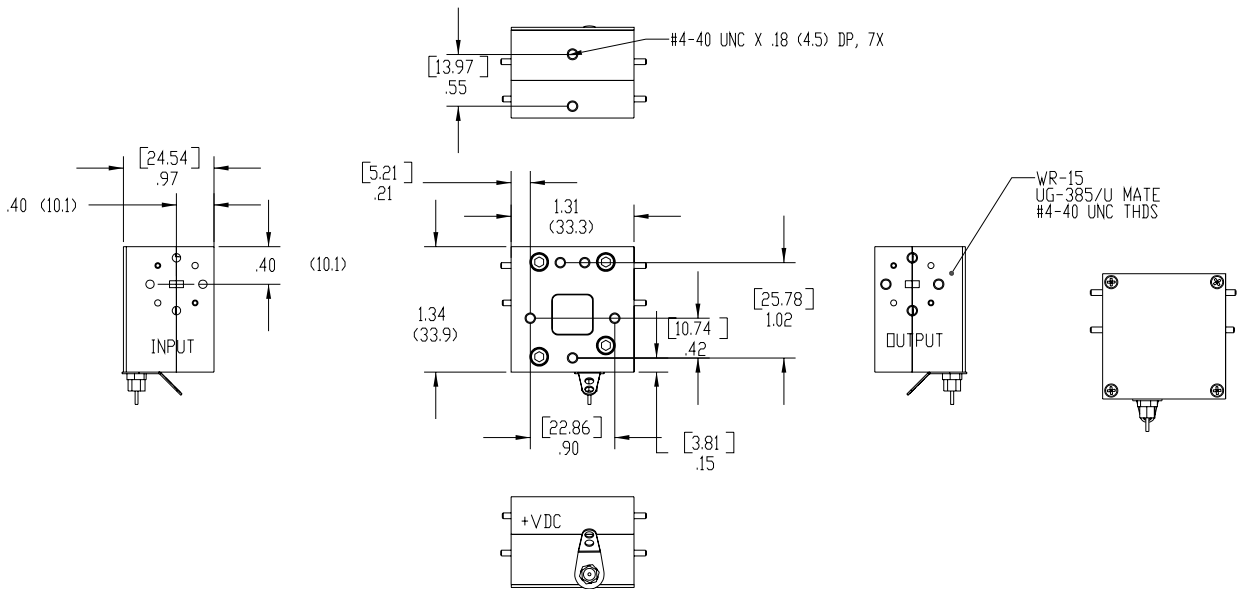 #4-40 UNC X .18 (4.5) DP, 7X
[13.97]
.55
[24.54]
.97
.40 (10.1)
.40 (10.1)
INPUT
[5.21]
.21
1.31
(33.3)
1.34
(33.9)
[25.78]
1.02
[10.74]
.42
[22.86]
.90
[3.81]
.15
WR-15
UG-385/U MATE
#4-40 UNC THDS
OUTPUT
+VDC